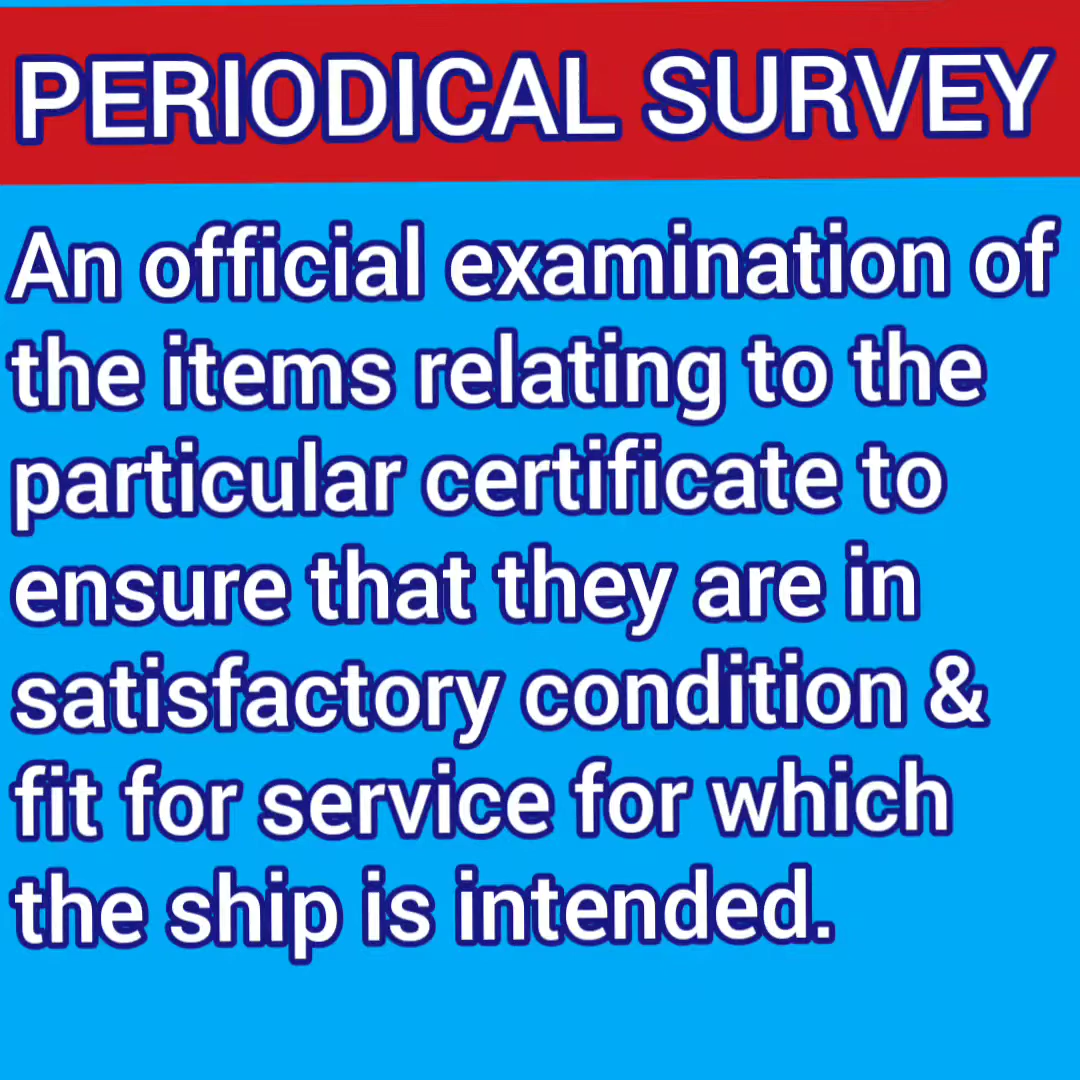 PERIODICAL SURVEY
An official examination of
the items relating to the
particular certificate to
ensure that they are in
satisfactory condition &
fit for service for which
the ship is intended.